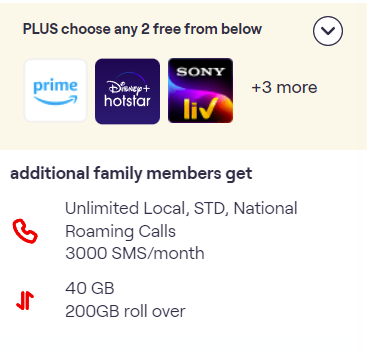 PLUS choose any 2 free from below
prime
Disney+
hotstar
SONY
liv
+3 more
additional family members get
Unlimited Local, STD, National
Roaming Calls
3000 SMS/month
40 GB
200GB roll over